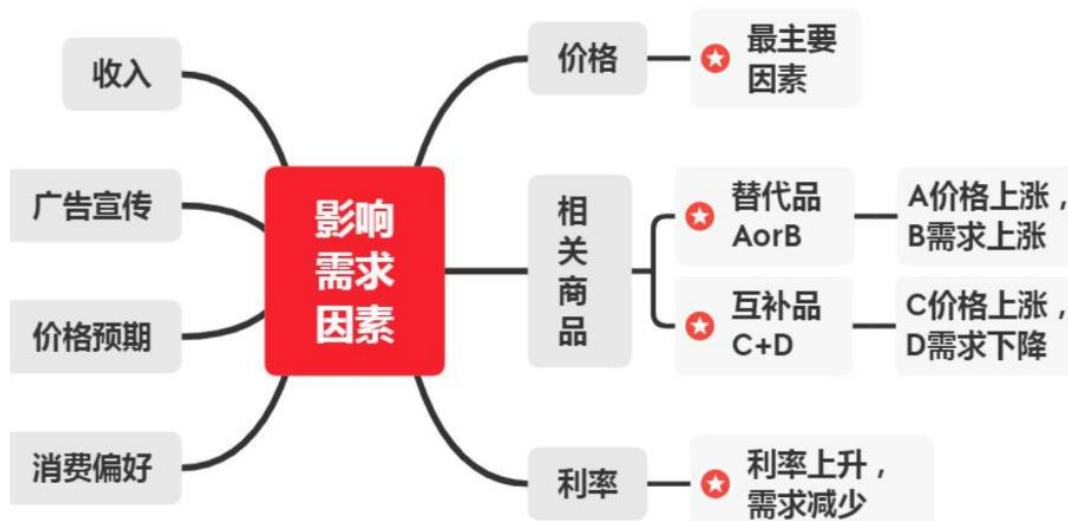 影响
需求
因素
收入
广告宣传
价格预期
消费偏好
价格
最主要
因素
相
关
商
品
替代品
AorB
A价格上涨，
B需求上涨
互补品
C+D
C价格上涨，
D需求下降
利率
利率上升，
需求减少